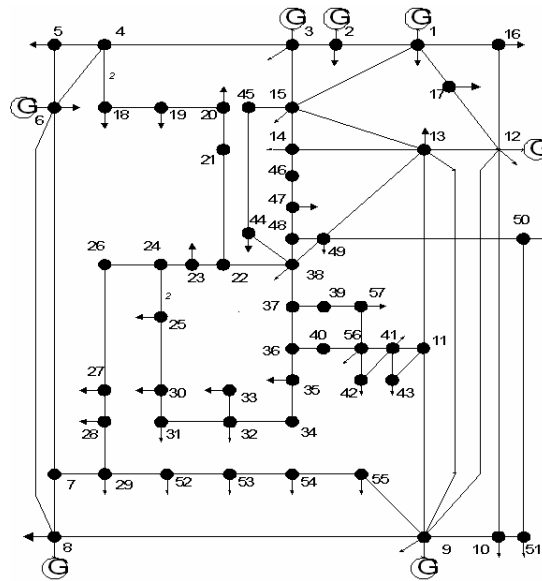 G G G
5 4 3 2 1 16
2 17
G 6 18 19 20 45 15
14 13 12 G
21 46
47
44 48 49 50
26 24 23 22 38
2 37 39 57
25
36 40 56 41 11
27 30 33 35 42 43
28 31 32 34
7 29 52 53 54 55
8 9 10 51
G G